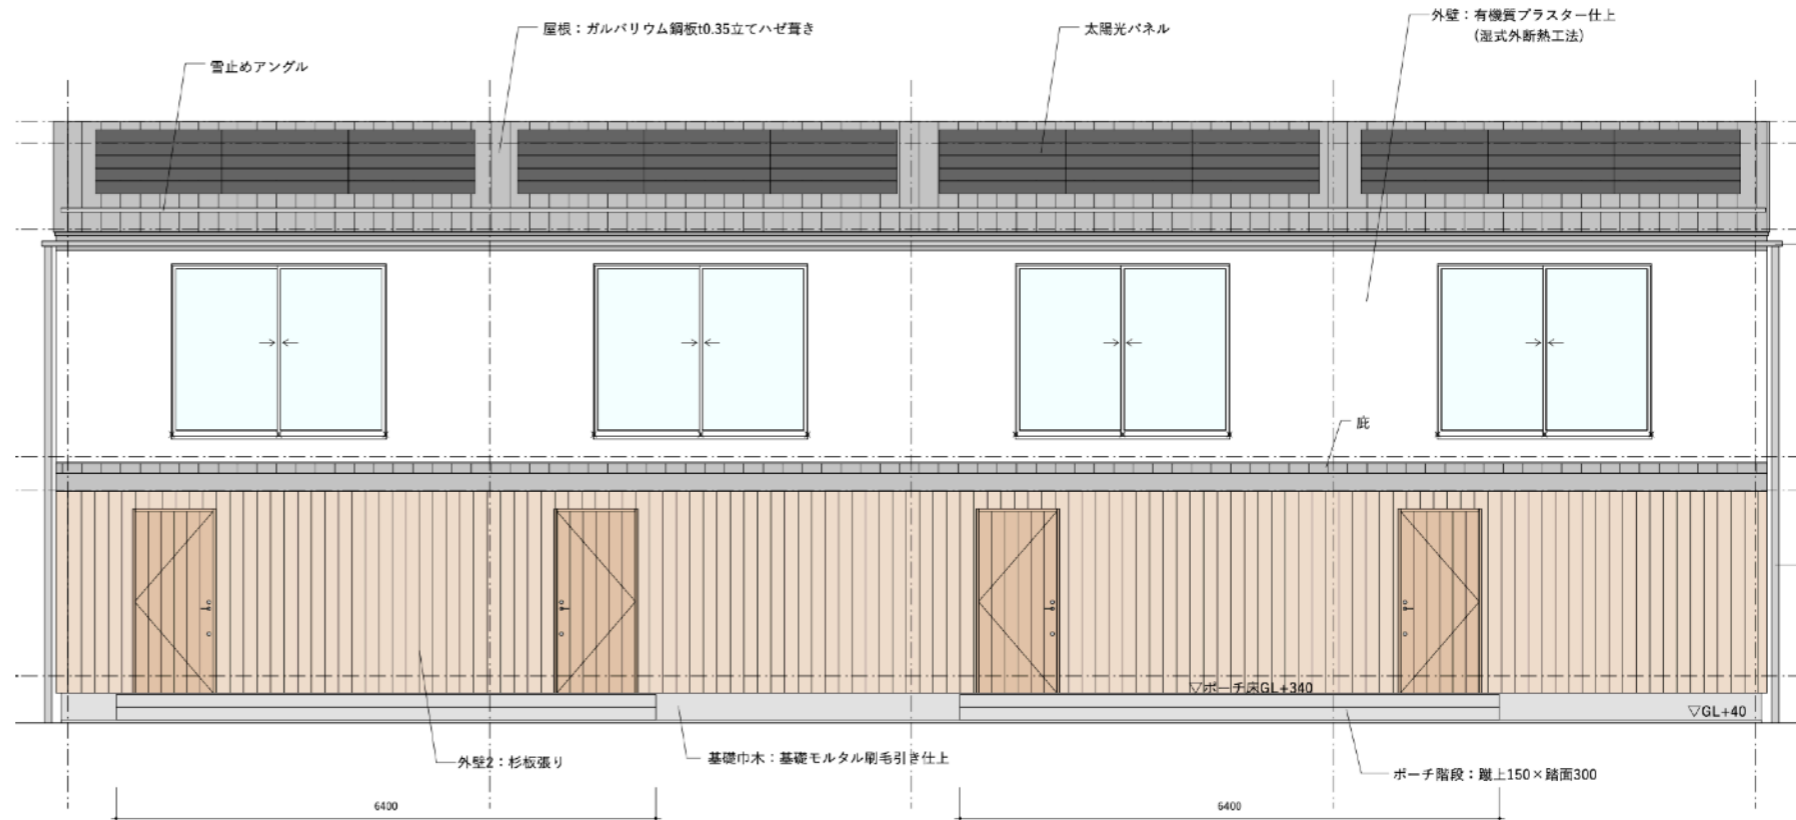 外壁：有機質プラスター仕上
（湿式外断熱工法）
屋根：ガルバリウム鋼板t0.35立てハゼ葺き
太陽光パネル
雪止めアングル
庇
▽ポーチ床GL+340
▽GL+40
外壁2：杉板張り
基礎巾木：基礎モルタル刷毛引き仕上
ポーチ階段：蹴上150×踏面300
6400
6400